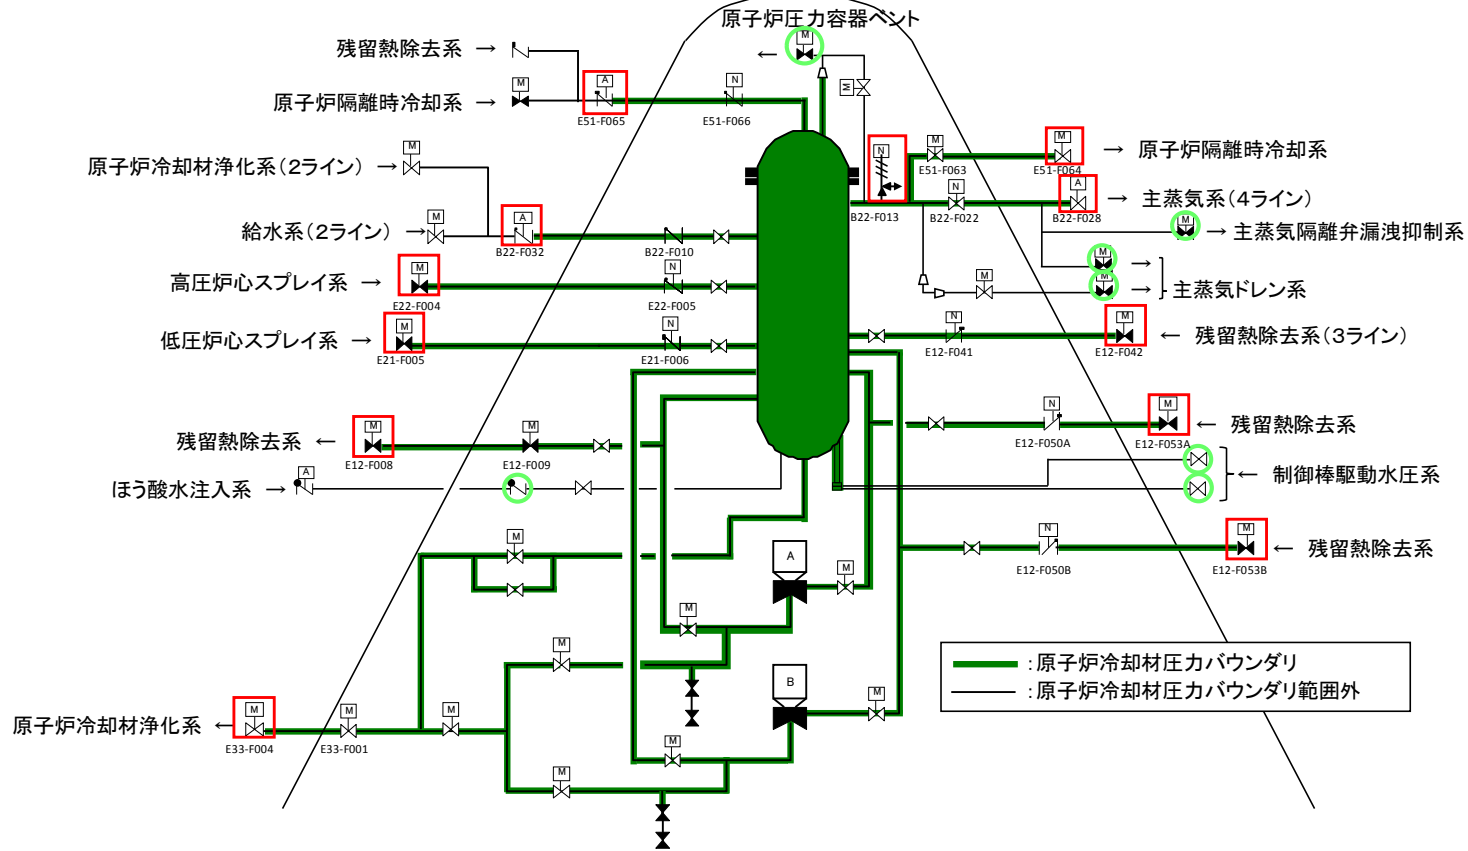 原子炉圧力容器ベント
←
M
残留熱除去系 →
M
原子炉隔離時冷却系 →
A
E51-F065
N
E51-F066
M
原子炉冷却材浄化系(2ライン) →
M
N
B22-F013
M
E51-F063
M
E51-F064
→ 原子炉隔離時冷却系
N
B22-F022
A
B22-F028
→ 主蒸気系(4ライン)
給水系(2ライン) →
M
A
B22-F032
B22-F010
M
→ 主蒸気隔離弁漏洩抑制系
高圧炉心スプレイ系 →
M
E22-F004
N
E22-F005
M
M
→
M
→
主蒸気ドレン系
低圧炉心スプレイ系 →
M
E21-F005
N
E21-F006
N
E12-F041
M
E12-F042
← 残留熱除去系(3ライン)
残留熱除去系 ←
M
E12-F008
M
E12-F009
N
E12-F050A
M
E12-F053A
← 残留熱除去系
ほう酸水注入系 →
A
← 制御棒駆動水圧系
M
A
M
N
E12-F050B
M
E12-F053B
← 残留熱除去系
M
M
B
M
:原子炉冷却材圧力バウンダリ
:原子炉冷却材圧力バウンダリ範囲外
原子炉冷却材浄化系 ←
M
E33-F004
M
E33-F001
M
M
M